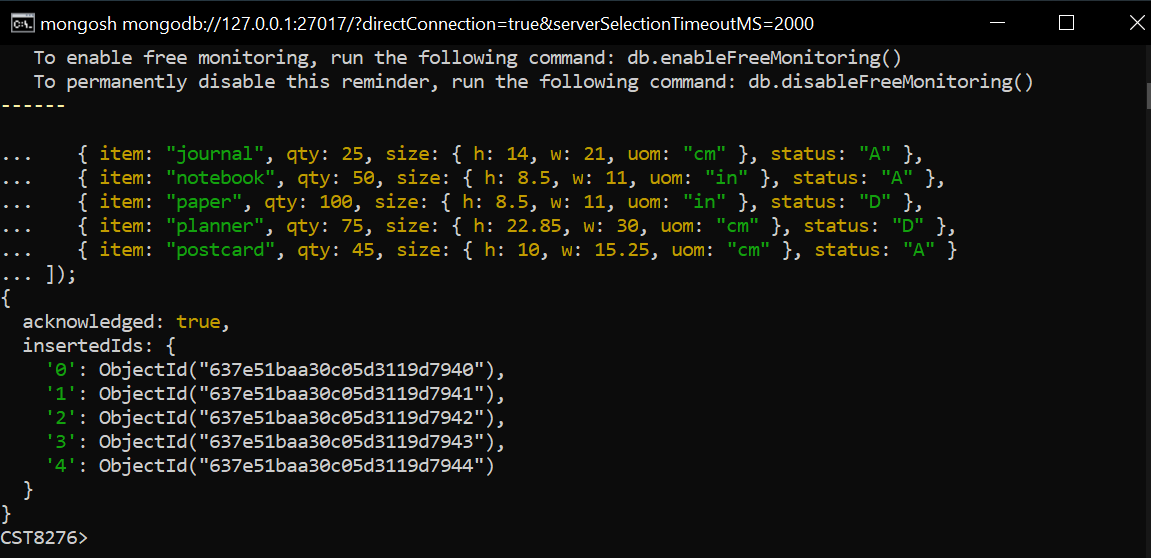 mongosh mongodb://127.0.0.1:27017/?directConnection=true&serverSelectionTimeoutMS=2000
   To enable free monitoring, run the following command: db.enableFreeMonitoring()
   To permanently disable this reminder, run the following command: db.disableFreeMonitoring()
------
...    { item: "journal", qty: 25, size: { h: 14, w: 21, uom: "cm" }, status: "A" },
...    { item: "notebook", qty: 50, size: { h: 8.5, w: 11, uom: "in" }, status: "A" },
...    { item: "paper", qty: 100, size: { h: 8.5, w: 11, uom: "in" }, status: "D" },
...    { item: "planner", qty: 75, size: { h: 22.85, w: 30, uom: "cm" }, status: "D" },
...    { item: "postcard", qty: 45, size: { h: 10, w: 15.25, uom: "cm" }, status: "A" }
... ]);
{
  acknowledged: true,
  insertedIds: {
    '0': ObjectId("637e51baa30c05d3119d7940"),
    '1': ObjectId("637e51baa30c05d3119d7941"),
    '2': ObjectId("637e51baa30c05d3119d7942"),
    '3': ObjectId("637e51baa30c05d3119d7943"),
    '4': ObjectId("637e51baa30c05d3119d7944")
  }
}
CST8276>